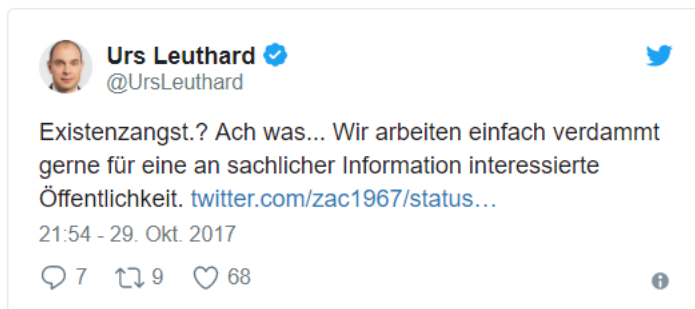 Urs Leuthard
@UrsLeuthard
Existenzangst.? Ach was... Wir arbeiten einfach verdammt
gerne für eine an sachlicher Information interessierte
Öffentlichkeit. twitter.com/zac1967/status…
21:54 - 29. Okt. 2017
7 9 68